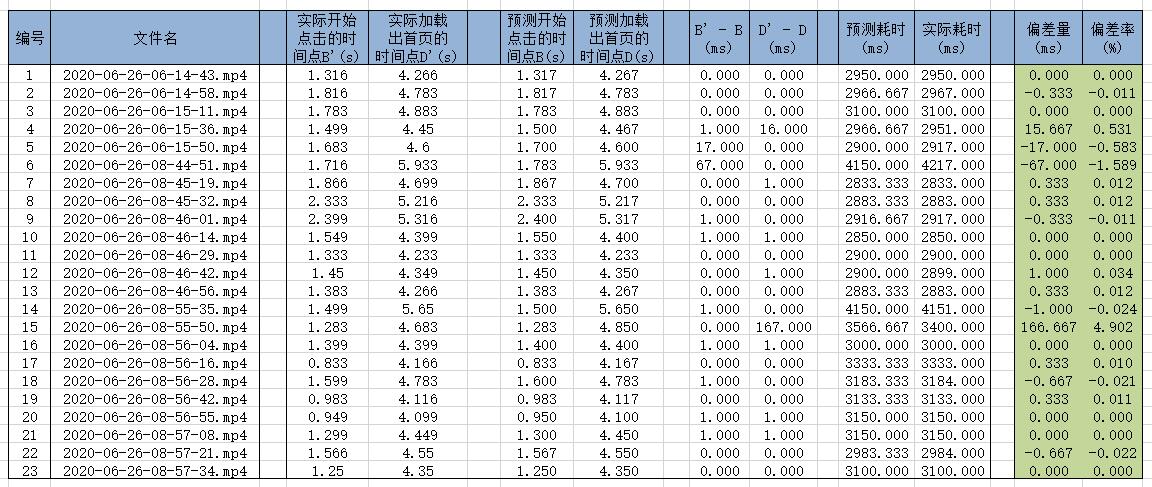 编号 文件名 实际开始点击的时间点B'(s) 实际加载出首页的时间点D'(s) 预测开始点击的时间点B(s) 预测加载出首页的时间点D(s) B' - B (ms) D' - D (ms) 预测耗时 (ms) 实际耗时 (ms) 偏差量 (ms) 偏差率 (%)
1 2020-06-26-06-14-43.mp4 1.316 4.266 1.317 4.267 0.000 0.000 2950.000 2950.000 0.000 0.000
2 2020-06-26-06-14-58.mp4 1.816 4.783 1.817 4.783 0.000 0.000 2966.667 2967.000 -0.333 -0.011
3 2020-06-26-06-15-11.mp4 1.783 4.883 1.783 4.883 0.000 0.000 3100.000 3100.000 0.000 0.000
4 2020-06-26-06-15-36.mp4 1.499 4.45 1.500 4.467 1.000 16.000 2966.667 2951.000 15.667 0.531
5 2020-06-26-06-15-50.mp4 1.683 4.6 1.700 4.600 17.000 0.000 2900.000 2917.000 -17.000 -0.583
6 2020-06-26-08-44-51.mp4 1.716 5.933 1.783 5.933 67.000 0.000 4150.000 4217.000 -67.000 -1.589
7 2020-06-26-08-45-19.mp4 1.866 4.699 1.867 4.700 0.000 1.000 2833.333 2833.000 0.333 0.012
8 2020-06-26-08-45-32.mp4 2.333 5.216 2.333 5.217 0.000 0.000 2883.333 2883.000 0.333 0.012
9 2020-06-26-08-46-01.mp4 2.399 5.316 2.400 5.317 1.000 0.000 2916.667 2917.000 -0.333 -0.011
10 2020-06-26-08-46-14.mp4 1.549 4.399 1.550 4.400 1.000 1.000 2850.000 2850.000 0.000 0.000
11 2020-06-26-08-46-29.mp4 1.333 4.233 1.333 4.233 0.000 0.000 2900.000 2900.000 0.000 0.000
12 2020-06-26-08-46-42.mp4 1.45 4.349 1.450 4.350 0.000 1.000 2900.000 2899.000 1.000 0.034
13 2020-06-26-08-46-56.mp4 1.383 4.266 1.383 4.267 0.000 0.000 2883.333 2883.000 0.333 0.012
14 2020-06-26-08-55-35.mp4 1.499 5.65 1.500 5.650 1.000 0.000 4150.000 4151.000 -1.000 -0.024
15 2020-06-26-08-55-50.mp4 1.283 4.683 1.283 4.850 0.000 167.000 3566.667 3400.000 166.667 4.902
16 2020-06-26-08-56-04.mp4 1.399 4.399 1.400 4.400 1.000 1.000 3000.000 3000.000 0.000 0.000
17 2020-06-26-08-56-16.mp4 0.833 4.166 0.833 4.167 0.000 0.000 3333.333 3333.000 0.333 0.010
18 2020-06-26-08-56-28.mp4 1.599 4.783 1.600 4.783 1.000 0.000 3183.333 3184.000 -0.667 -0.021
19 2020-06-26-08-56-42.mp4 0.983 4.116 0.983 4.117 0.000 0.000 3133.333 3133.000 0.333 0.011
20 2020-06-26-08-56-55.mp4 0.949 4.099 0.950 4.100 1.000 1.000 3150.000 3150.000 0.000 0.000
21 2020-06-26-08-57-08.mp4 1.299 4.449 1.300 4.450 1.000 1.000 3150.000 3150.000 0.000 0.000
22 2020-06-26-08-57-21.mp4 1.566 4.55 1.567 4.550 0.000 0.000 2983.333 2984.000 -0.667 -0.022
23 2020-06-26-08-57-34.mp4 1.25 4.35 1.250 4.350 0.000 0.000 3100.000 3100.000 0.000 0.000